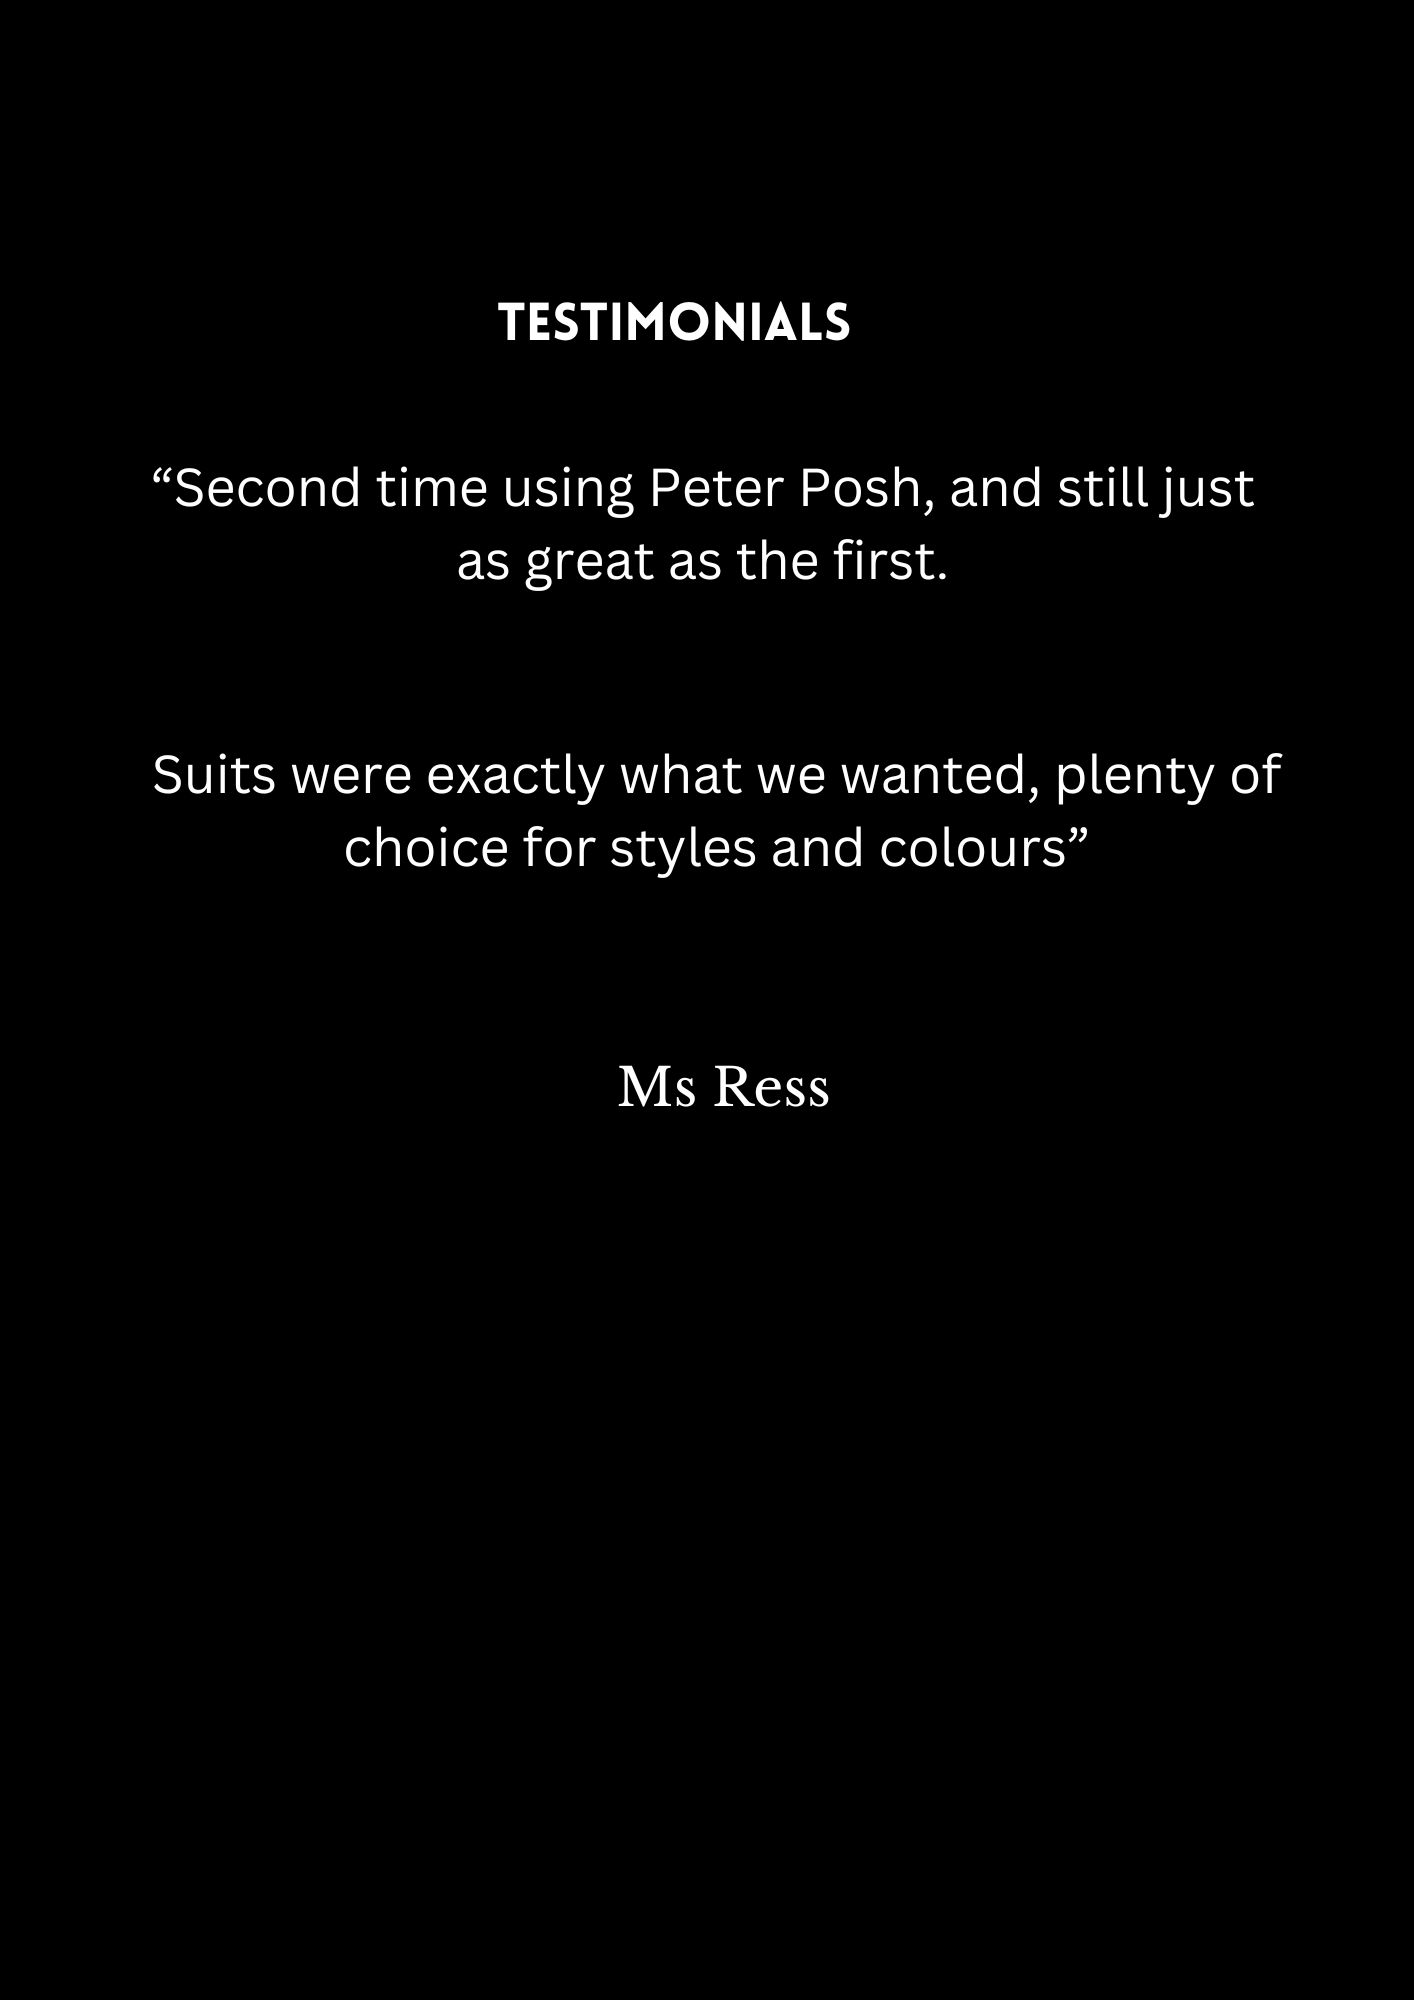 TESTIMONIALS
“Second time using Peter Posh, and still just
as great as the first.
Suits were exactly what we wanted, plenty of
choice for styles and colours”
Ms Ress